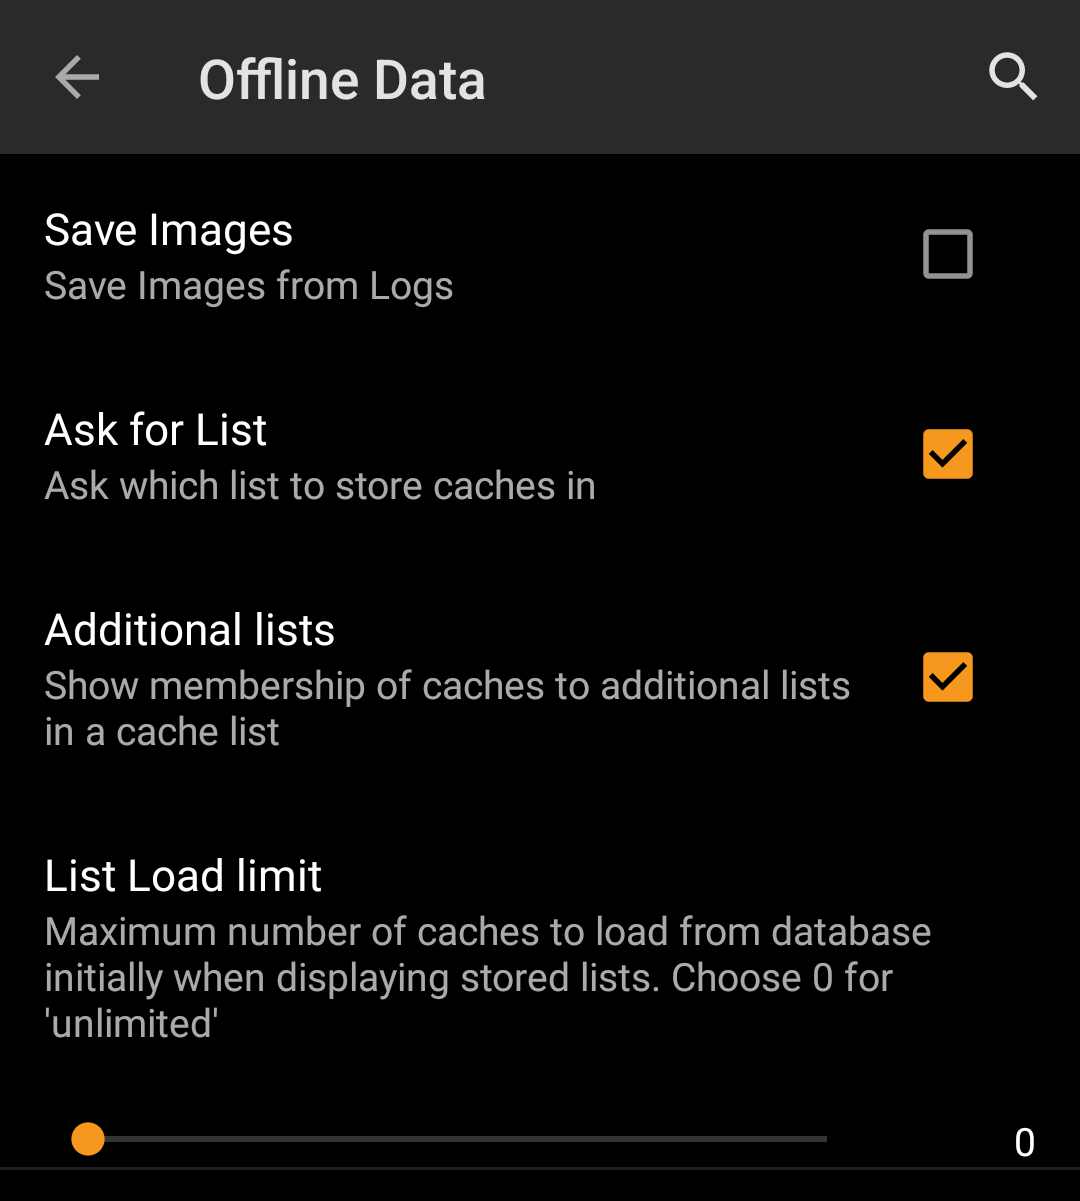 Offline Data
Save Images
Save Images from Logs
Ask for List
Ask which list to store caches in
Additional lists
Show membership of caches to additional lists
in a cache list
List Load limit
Maximum number of caches to load from database
initially when displaying stored lists. Choose 0 for
'unlimited'
0